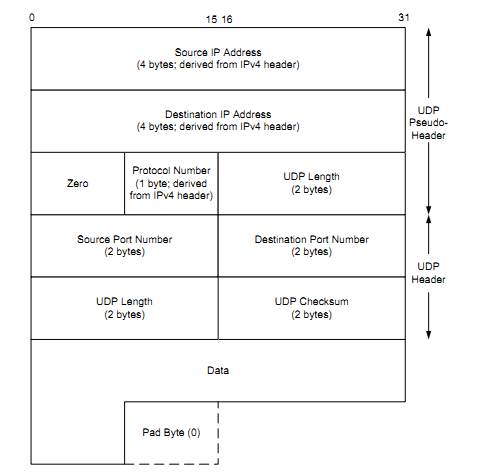 0 15 16 31
Source IP Address
(4 bytes; derived from IPv4 header)
Destination IP Address
(4 bytes; derived from IPv4 header)
UDP
Pseudo-
Header
Zero
Protocol Number
(1 byte; derived
from IPv4 header)
UDP Length
(2 bytes)
Source Port Number
(2 bytes)
Destination Port Number
(2 bytes)
UDP
Header
UDP Length
(2 bytes)
UDP Checksum
(2 bytes)
Data
Pad Byte (0)